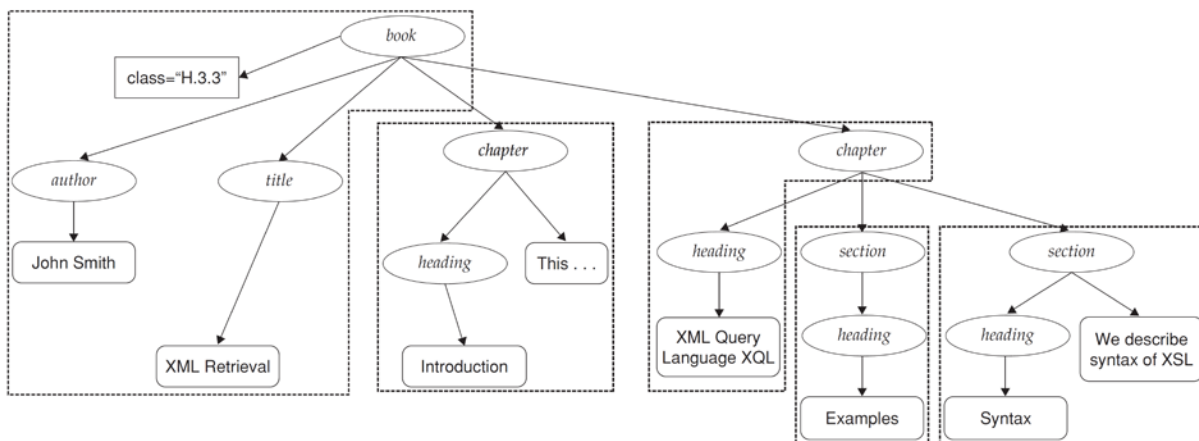 book
class="H.3.3"
author
title
chapter
chapter
heading
This . . .
heading
section
section
John Smith
XML Retrieval
Introduction
XML Query
Language XQL
heading
heading
We describe
syntax of XSL
Examples
Syntax